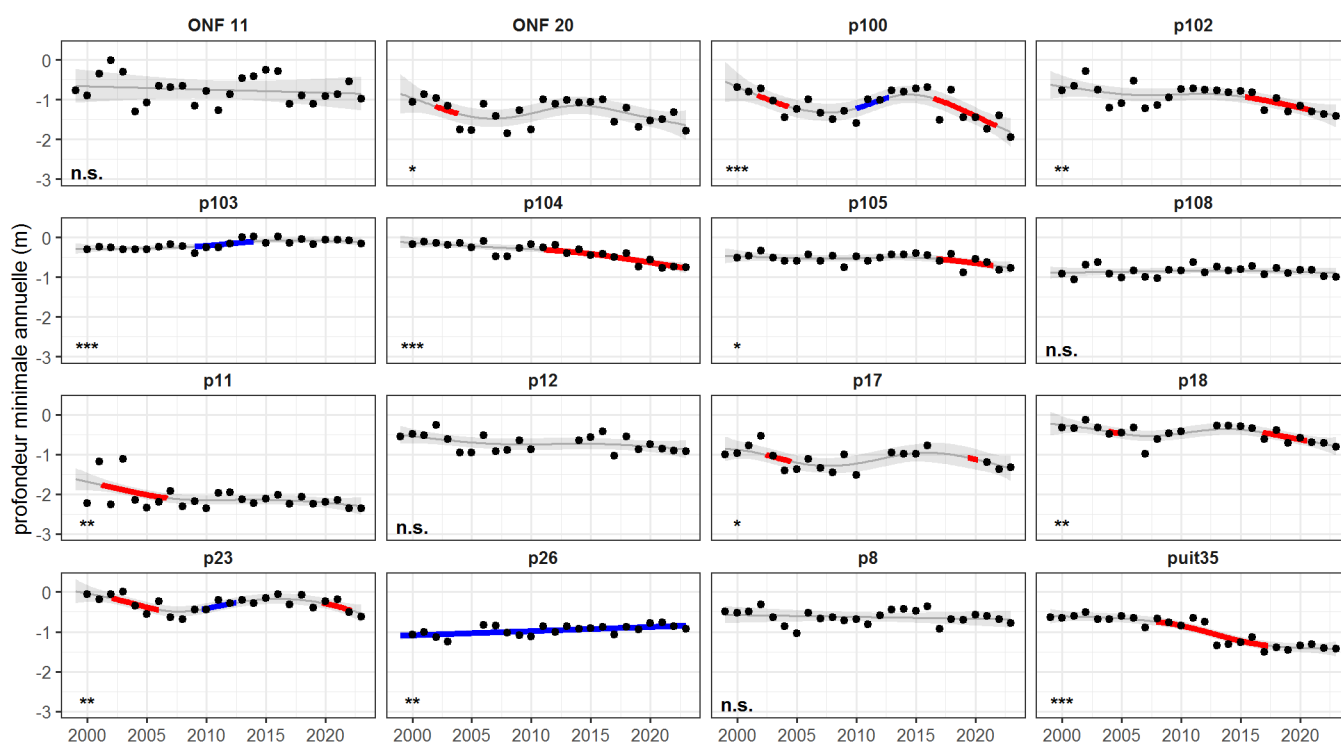 ONF 11 ONF 20 p100 p102
0
-1
-2
-3
n.s. * *** **
p103 p104 p105 p108
0
-1
-2
-3
*** *** * n.s.
profondeur minimale annuelle (m)
p11 p12 p17 p18
0
-1
-2
-3
** n.s. * **
p23 p26 p8 puit35
0
-1
-2
-3
** ** n.s. ***
2000 2005 2010 2015 2020 2000 2005 2010 2015 2020 2000 2005 2010 2015 2020 2000 2005 2010 2015 2020